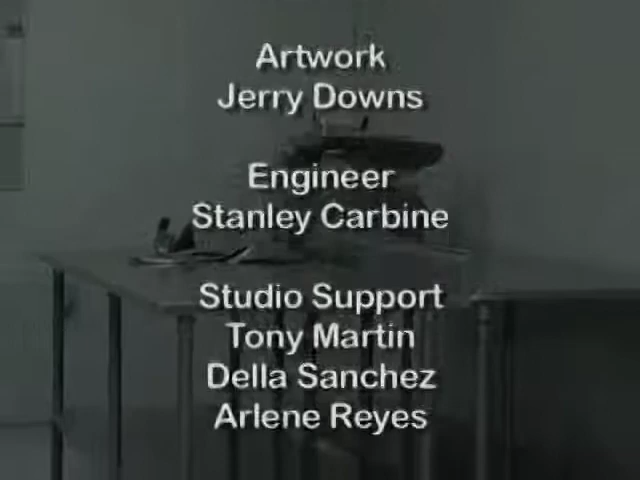 Artwork
Jerry Downs
Engineer
Stanley Carbine
Studio Support
Tony Martin
Della Sanchez
Arlene Reyes